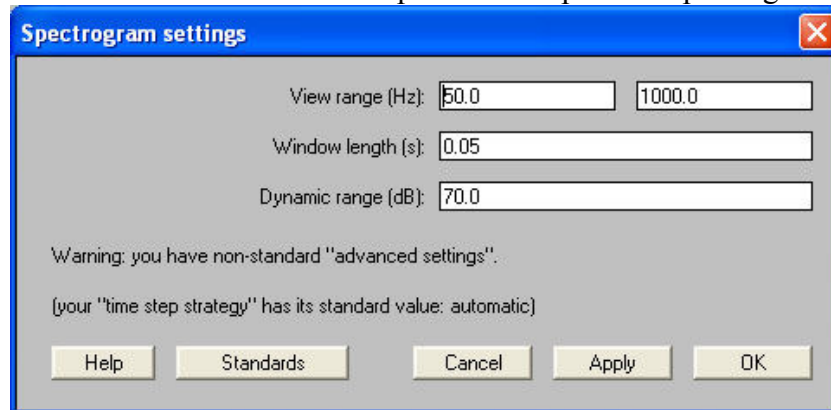 Spectrogram settings
View range (Hz): 50.0 1000.0
Window length (s): 0.05
Dynamic range (dB): 70.0
Warning: you have non-standard "advanced settings".
(your "time step strategy" has its standard value: automatic)
Help Standards Cancel Apply OK